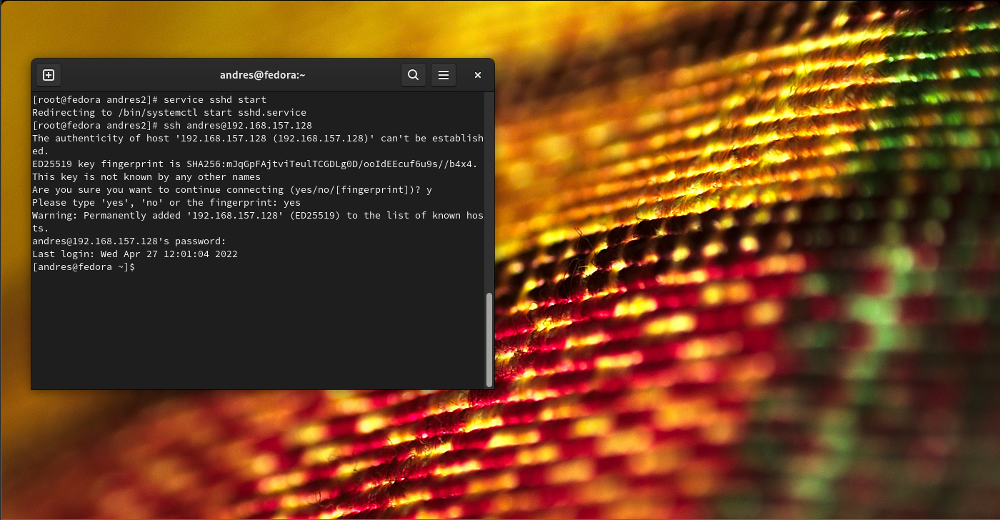 andres@fedora:~
[root@fedora andres2]# service sshd start
Redirecting to /bin/systemctl start sshd.service
[root@fedora andres2]# ssh andres@192.168.157.128
The authenticity of host '192.168.157.128 (192.168.157.128)' can't be establish
ed.
ED25519 key fingerprint is SHA256:mJqGpFAjtviTeulTCGDLg0D/ooIdEEcuf6u9s//b4x4.
This key is not known by any other names
Are you sure you want to continue connecting (yes/no/[fingerprint])? y
Please type 'yes', 'no' or the fingerprint: yes
Warning: Permanently added '192.168.157.128' (ED25519) to the list of known hos
ts.
andres@192.168.157.128's password:
Last login: Wed Apr 27 12:01:04 2022
[andres@fedora ~]$